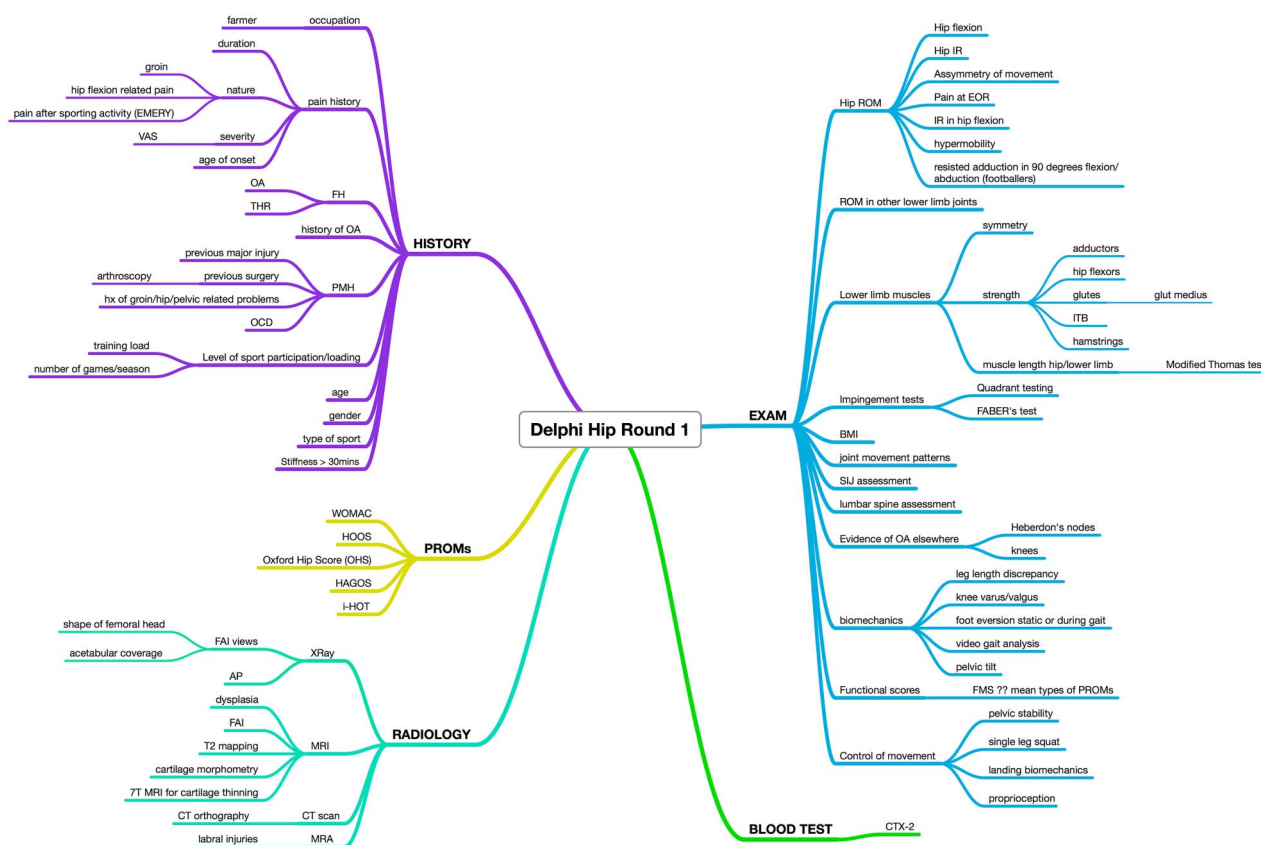 Delphi Hip Round 1
HISTORY
occupation
farmer
pain history
duration
nature
groin
hip flexion related pain
pain after sporting activity (EMERY)
severity
VAS
age of onset
FH
OA
THR
history of OA
PMH
previous major injury
previous surgery
arthroscopy
hx of groin/hip/pelvic related problems
OCD
Level of sport participation/loading
training load
number of games/season
age
gender
type of sport
Stiffness > 30mins
PROMs
WOMAC
HOOS
Oxford Hip Score (OHS)
HAGOS
i-HOT
RADIOLOGY
XRay
FAI views
shape of femoral head
acetabular coverage
AP
MRI
dysplasia
FAI
T2 mapping
cartilage morphometry
7T MRI for cartilage thinning
CT scan
CT orthography
MRA
labral injuries
EXAM
Hip ROM
Hip flexion
Hip IR
Assymetry of movement
Pain at EOR
IR in hip flexion
hypermobility
resisted adduction in 90 degrees flexion/
abduction (footballers)
ROM in other lower limb joints
Lower limb muscles
symmetry
strength
adductors
hip flexors
glutes
glut medius
ITB
hamstrings
muscle length hip/lower limb
Modified Thomas tes
Impingement tests
Quadrant testing
FABER's test
BMI
joint movement patterns
SIJ assessment
lumbar spine assessment
Evidence of OA elsewhere
Heberdon's nodes
knees
biomechanics
leg length discrepancy
knee varus/valgus
foot eversion static or during gait
video gait analysis
pelvic tilt
Functional scores
FMS ?? mean types of PROMs
Control of movement
pelvic stability
single leg squat
landing biomechanics
proprioception
BLOOD TEST
CTX-2